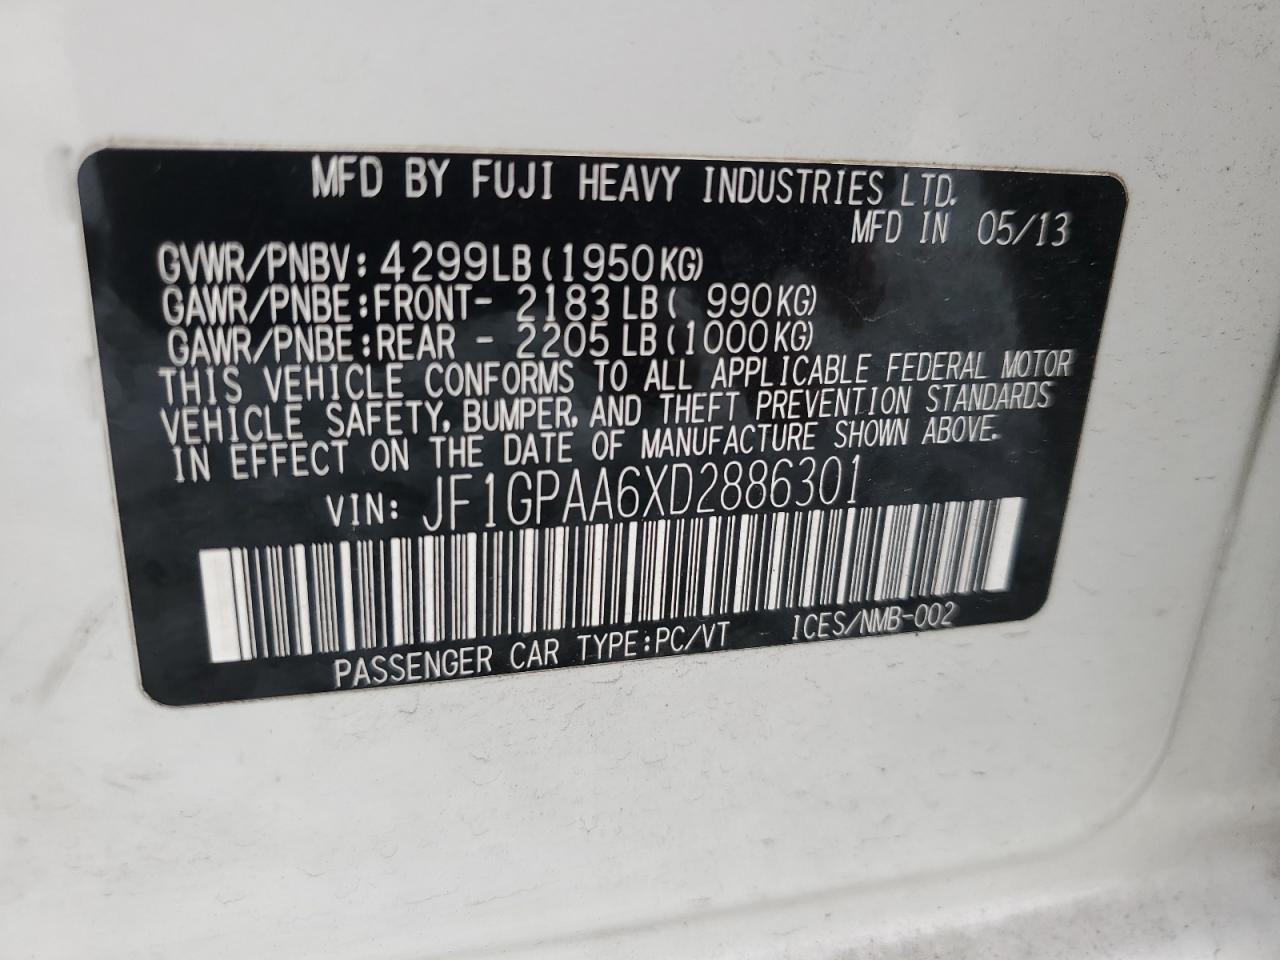 MFD BY FUJI HEAVY INDUSTRIES LTD.
MFD IN 05/13
GVWR/PNBV: 4299LB(1950KG)
GAWR/PNBE:FRONT- 2183 LB( 990KG)
GAWR/PNBE:REAR - 2205 LB(1000KG)
THIS VEHICLE CONFORMS TO ALL APPLICABLE FEDERAL MOTOR
VEHICLE SAFETY, BUMPER, AND THEFT PREVENTION STANDARDS
IN EFFECT ON THE DATE OF MANUFACTURE SHOWN ABOVE.
VIN: JF1GPAA6XD2886301
PASSENGER CAR TYPE:PC/VT ICES/NMB-002